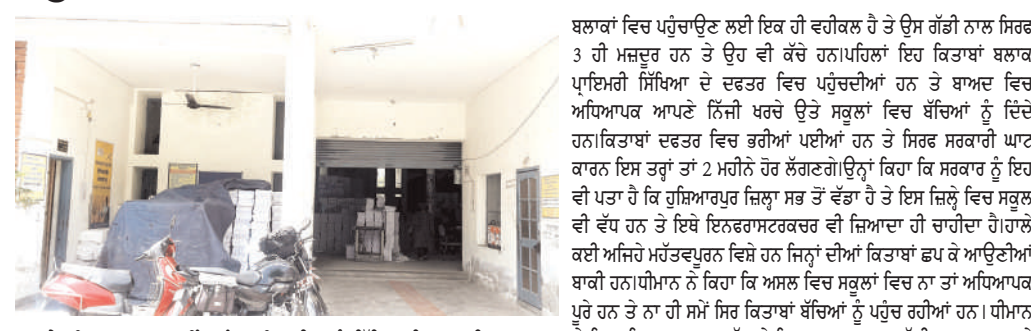 ਬਲਾਕਾਂ ਵਿਚ ਪਹੁੰਚਾਉਣ ਲਈ ਇਕ ਹੀ ਵਹੀਕਲ ਹੈ ਤੇ ਉਸ ਗੱਡੀ ਨਾਲ ਸਿਰਫ
3 ਹੀ ਮਜ਼ਦੂਰ ਹਨ ਤੇ ਉਹ ਵੀ ਕੱਚੇ ਹਨ।ਪਹਿਲਾਂ ਇਹ ਕਿਤਾਬਾਂ ਬਲਾਕ
ਪ੍ਰਾਇਮਰੀ ਸਿੱਖਿਆ ਦੇ ਦਫਤਰ ਵਿਚ ਪਹੁੰਚਦੀਆਂ ਹਨ ਤੇ ਬਾਅਦ ਵਿਚ
ਅਧਿਆਪਕ ਆਪਣੇ ਨਿੱਜੀ ਖਰਚੇ ਉਤੇ ਸਕੂਲਾਂ ਵਿਚ ਬੱਚਿਆਂ ਨੂੰ ਦਿੰਦੇ
ਹਨ।ਕਿਤਾਬਾਂ ਦਫਤਰ ਵਿਚ ਭਰੀਆਂ ਪਈਆਂ ਹਨ ਤੇ ਸਿਰਫ ਸਰਕਾਰੀ ਘਾਟ
ਕਾਰਨ ਇਸ ਤਰ੍ਹਾਂ ਤਾਂ 2 ਮਹੀਨੇ ਹੋਰ ਲੱਗਣਗੇ।ਉਨ੍ਹਾਂ ਕਿਹਾ ਕਿ ਸਰਕਾਰ ਨੂੰ ਇਹ
ਵੀ ਪਤਾ ਹੈ ਕਿ ਹੁਸ਼ਿਆਰਪੁਰ ਜ਼ਿਲ੍ਹਾ ਸਭ ਤੋਂ ਵੱਡਾ ਹੈ ਤੇ ਇਸ ਜ਼ਿਲ੍ਹੇ ਵਿਚ ਸਕੂਲ
ਵੀ ਵੱਧ ਹਨ ਤੇ ਇਥੇ ਇਨਫਰਾਸਟਰਕਚਰ ਵੀ ਜ਼ਿਆਦਾ ਹੀ ਚਾਹੀਦਾ ਹੈ।ਹਾਲੇ
ਕਈ ਅਜਿਹੇ ਮਹੱਤਵਪੂਰਨ ਵਿਸ਼ੇ ਹਨ ਜਿਨ੍ਹਾਂ ਦੀਆਂ ਕਿਤਾਬਾਂ ਛਪ ਕੇ ਆਉਣੀਆਂ
ਬਾਕੀ ਹਨ।ਧੀਮਾਨ ਨੇ ਕਿਹਾ ਕਿ ਅਸਲ ਵਿਚ ਸਕੂਲਾਂ ਵਿਚ ਨਾ ਤਾਂ ਅਧਿਆਪਕ
ਪੂਰੇ ਹਨ ਤੇ ਨਾ ਹੀ ਸਮੇਂ ਸਿਰ ਕਿਤਾਬਾਂ ਬੱਚਿਆਂ ਨੂੰ ਪਹੁੰਚ ਰਹੀਆਂ ਹਨ। ਧੀਮਾਨ